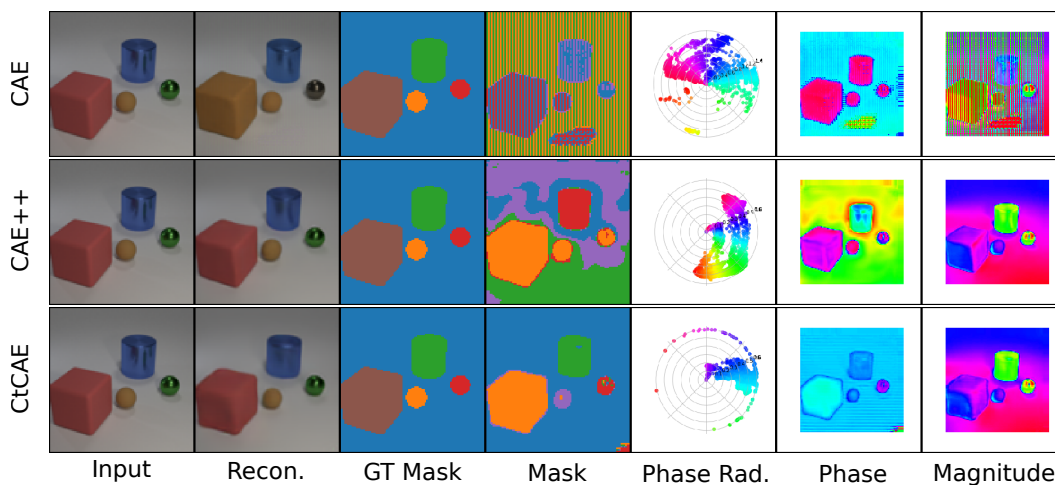 CAE
CAE++
CtCAE
Input
Recon.
GT Mask
Mask
Phase Rad.
Phase
Magnitude